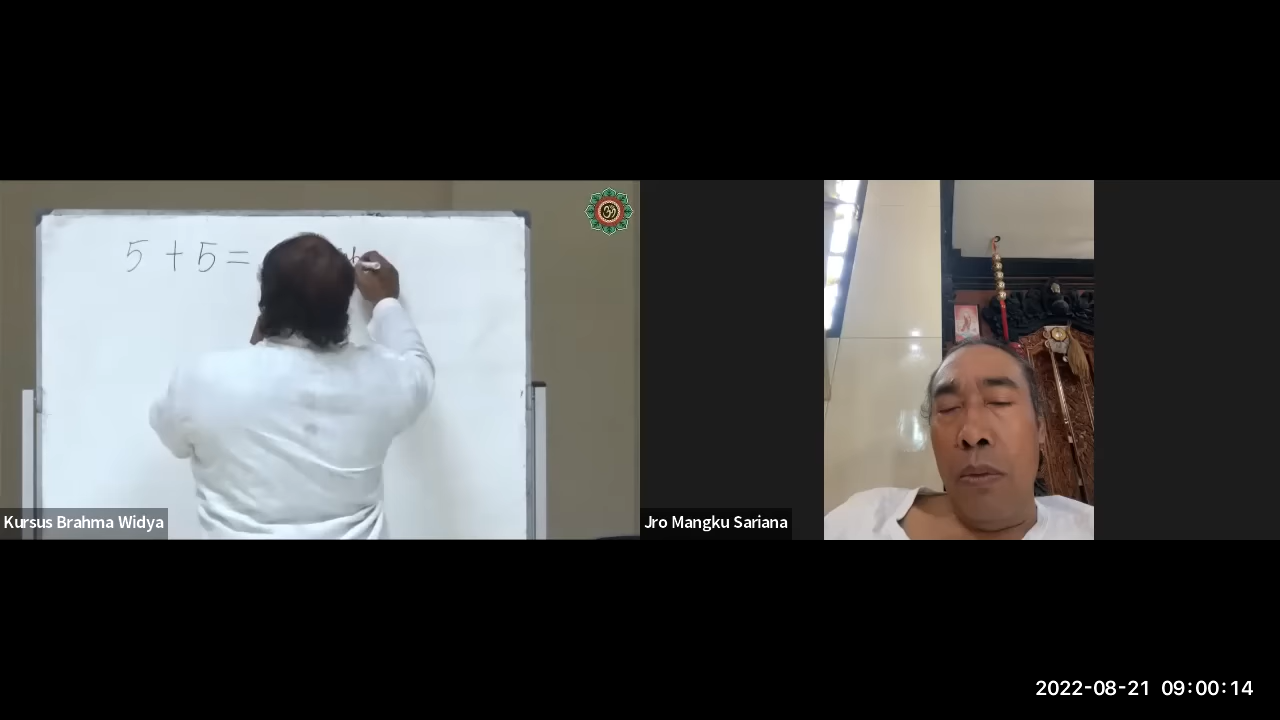 5 + 5 =
Kursus Brahma Widya
Jro Mangku Sariana
2022-08-21 09:00:14